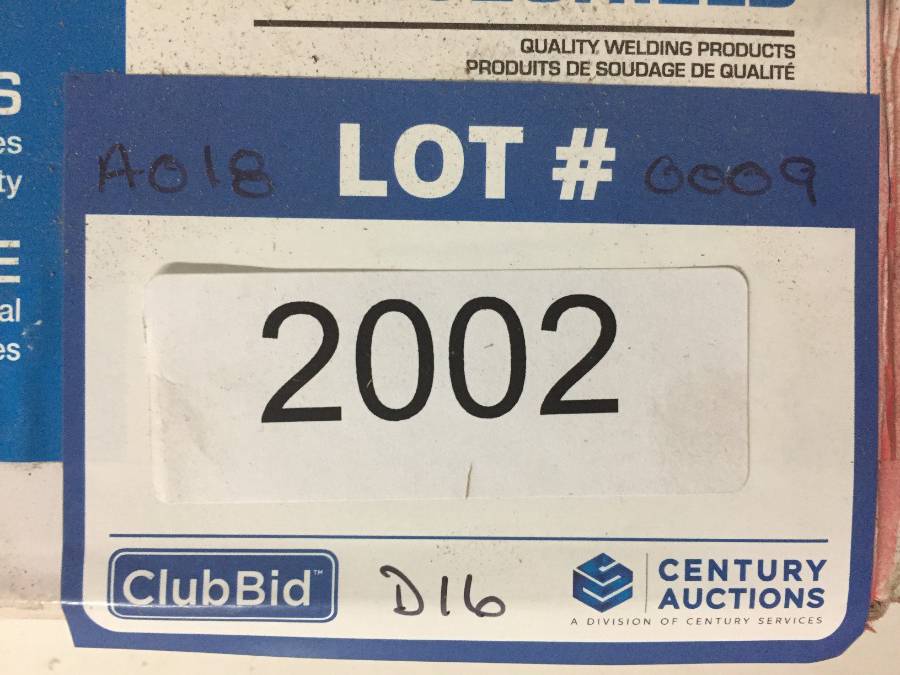 QUALITY WELDING PRODUCTS
PRODUITS DE SOUDAGE DE QUALITÉ
A018 LOT # 0009
2002
ClubBid™ D16 CENTURY AUCTIONS
A DIVISION OF CENTURY SERVICES